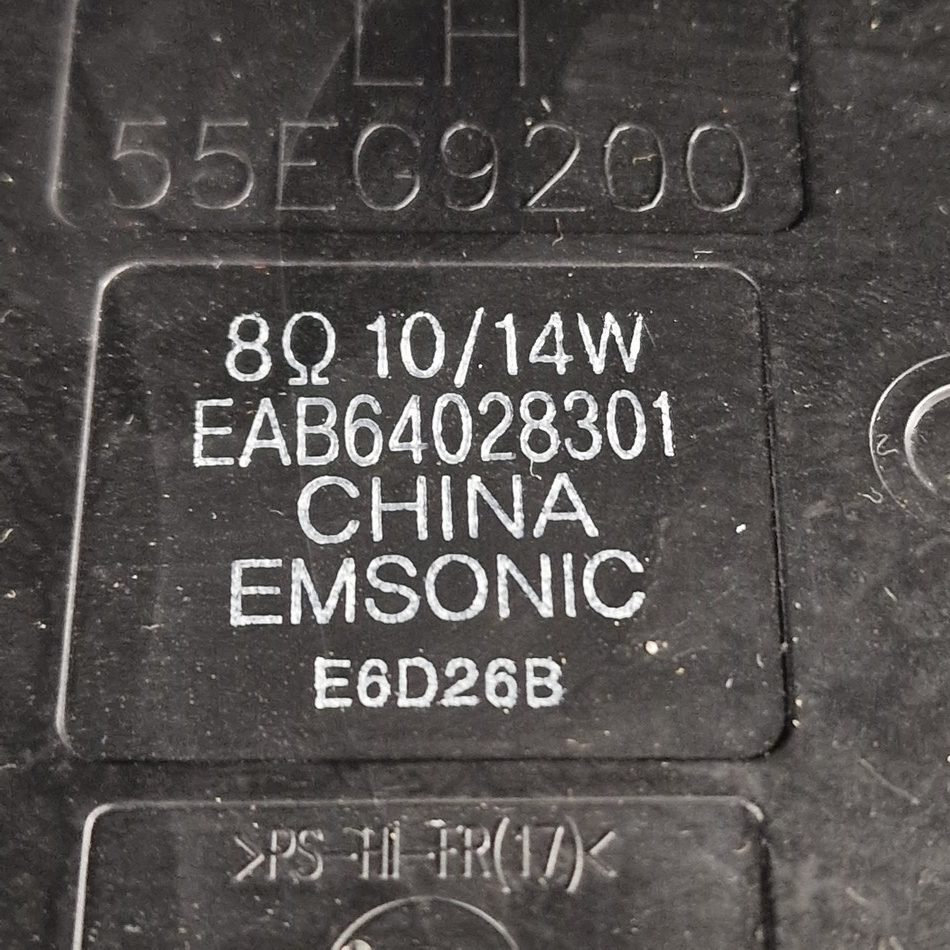 LH
55EG9200
8Ω 10/14W
EAB64028301
CHINA
EMSONIC
E6D26B
>PS-HI-FR(17)<